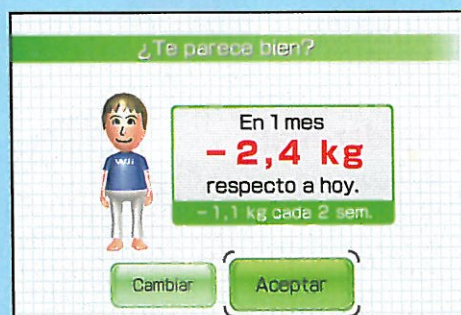 ¿Te parece bien?
En 1 mes
– 2,4 kg
respecto a hoy.
– 1,1 kg cada 2 sem.
Wii
Cambiar
Aceptar